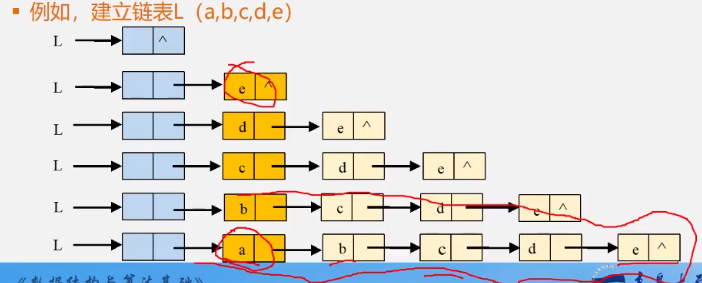 ▪ 例如，建立链表L（a,b,c,d,e）
L ^
L e ^
L d e ^
L c d e ^
L b c d e ^
L a b c d e ^
《数据结构与算法基础》